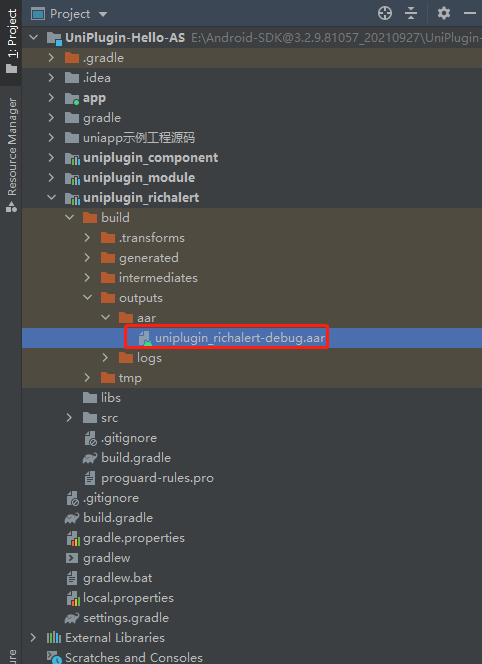 Project
1: Project
Resource Manager
UniPlugin-Hello-AS E:\Android-SDK@3.2.9.81057_20210927\UniPlugin-
.gradle
.idea
app
gradle
uniapp示例工程源码
uniplugin_component
uniplugin_module
uniplugin_richalert
build
.transforms
generated
intermediates
outputs
aar
uniplugin_richalert-debug.aar
logs
tmp
libs
src
.gitignore
build.gradle
proguard-rules.pro
.gitignore
build.gradle
gradle.properties
gradlew
gradlew.bat
local.properties
settings.gradle
External Libraries
Scratches and Consoles